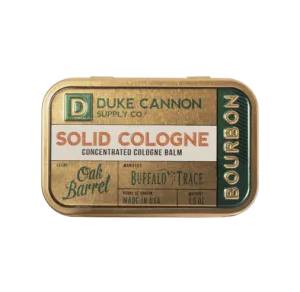 D
DUKE CANNON
SUPPLY CO.
SOLID COLOGNE
CONCENTRATED COLOGNE BALM
Oak
Barrel
BUFFALO TRACE
MADE IN USA
BOURBON